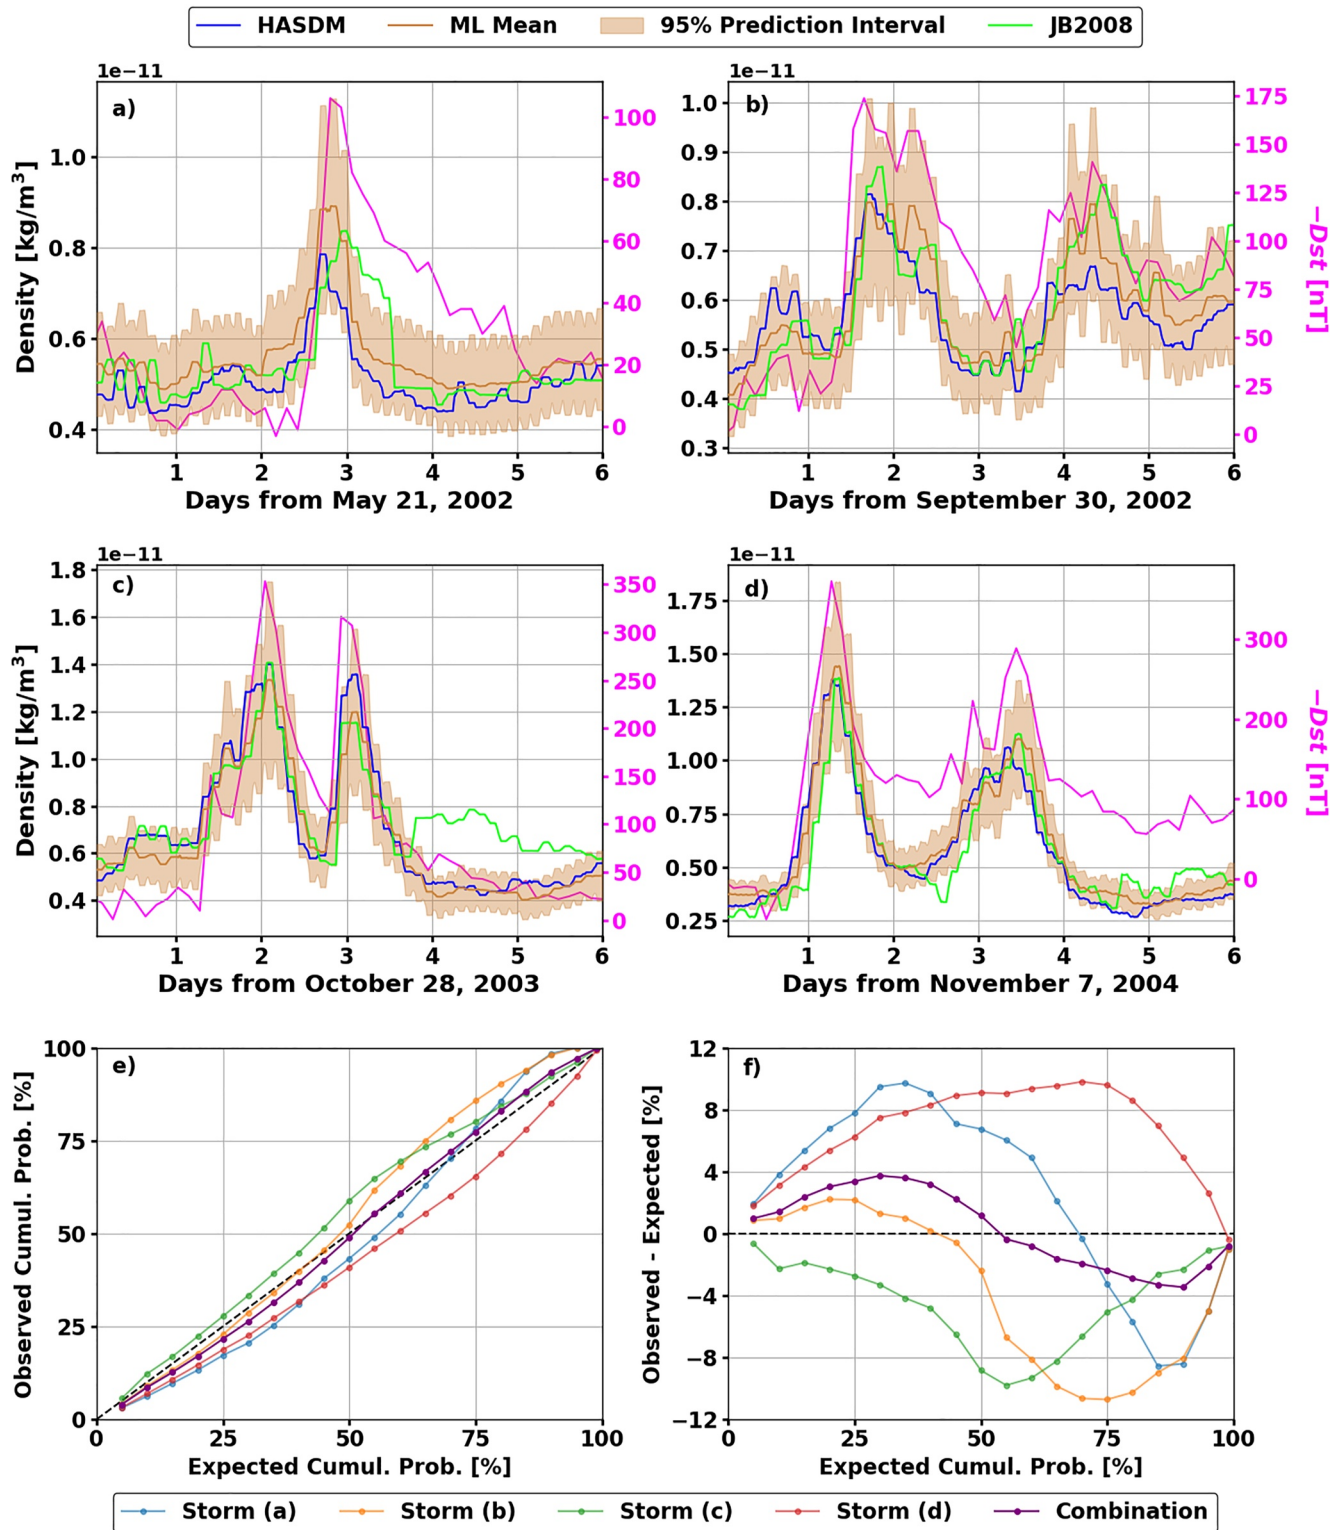 HASDM ML Mean 95% Prediction Interval JB2008
1e−11
a)
1.0
0.8
0.6
0.4
Density [kg/m³]
100
80
60
40
20
0
1 2 3 4 5 6
Days from May 21, 2002
1e−11
b)
1.0
0.9
0.8
0.7
0.6
0.5
0.4
0.3
175
150
125
100
75
50
25
0
−Dst [nT]
1 2 3 4 5 6
Days from September 30, 2002
1e−11
c)
1.8
1.6
1.4
1.2
1.0
0.8
0.6
0.4
Density [kg/m³]
350
300
250
200
150
100
50
0
1 2 3 4 5 6
Days from October 28, 2003
1e−11
d)
1.75
1.50
1.25
1.00
0.75
0.50
0.25
300
200
100
0
−Dst [nT]
1 2 3 4 5 6
Days from November 7, 2004
e)
100
75
50
25
0
Observed Cumul. Prob. [%]
0 25 50 75 100
Expected Cumul. Prob. [%]
f)
12
8
4
0
−4
−8
−12
Observed - Expected [%]
0 25 50 75 100
Expected Cumul. Prob. [%]
Storm (a) Storm (b) Storm (c) Storm (d) Combination